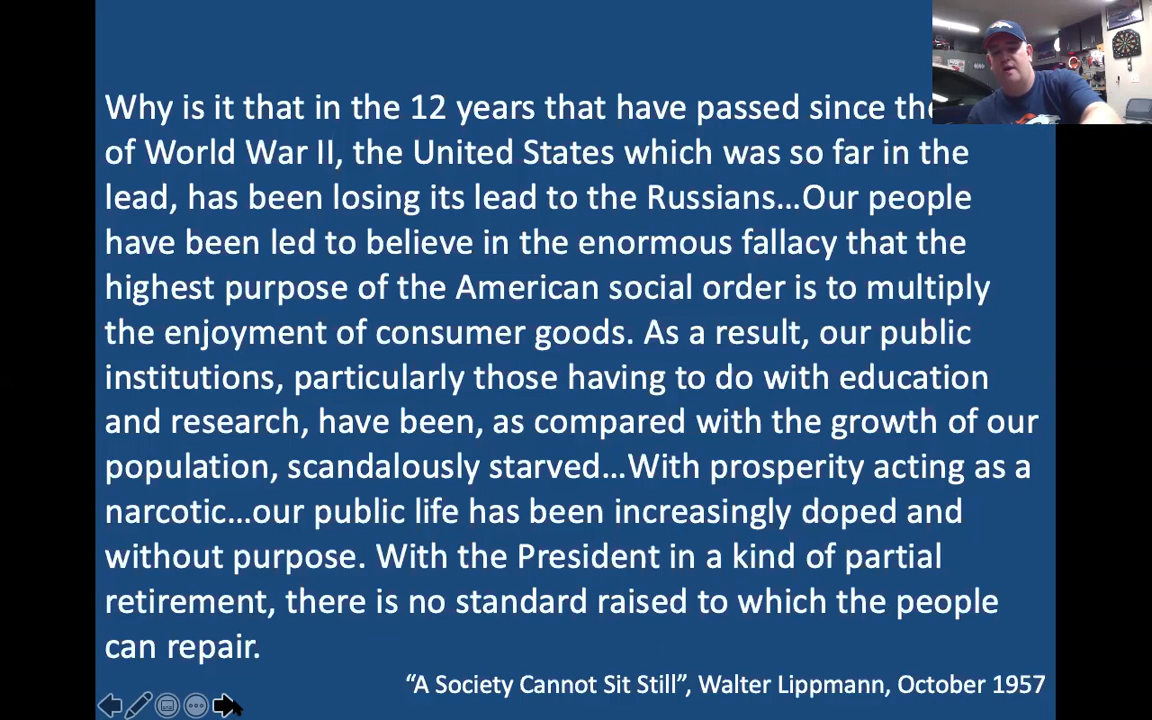 Why is it that in the 12 years that have passed since the
of World War II, the United States which was so far in the
lead, has been losing its lead to the Russians…Our people
have been led to believe in the enormous fallacy that the
highest purpose of the American social order is to multiply
the enjoyment of consumer goods. As a result, our public
institutions, particularly those having to do with education
and research, have been, as compared with the growth of our
population, scandalously starved…With prosperity acting as a
narcotic…our public life has been increasingly doped and
without purpose. With the President in a kind of partial
retirement, there is no standard raised to which the people
can repair.
“A Society Cannot Sit Still”, Walter Lippmann, October 1957